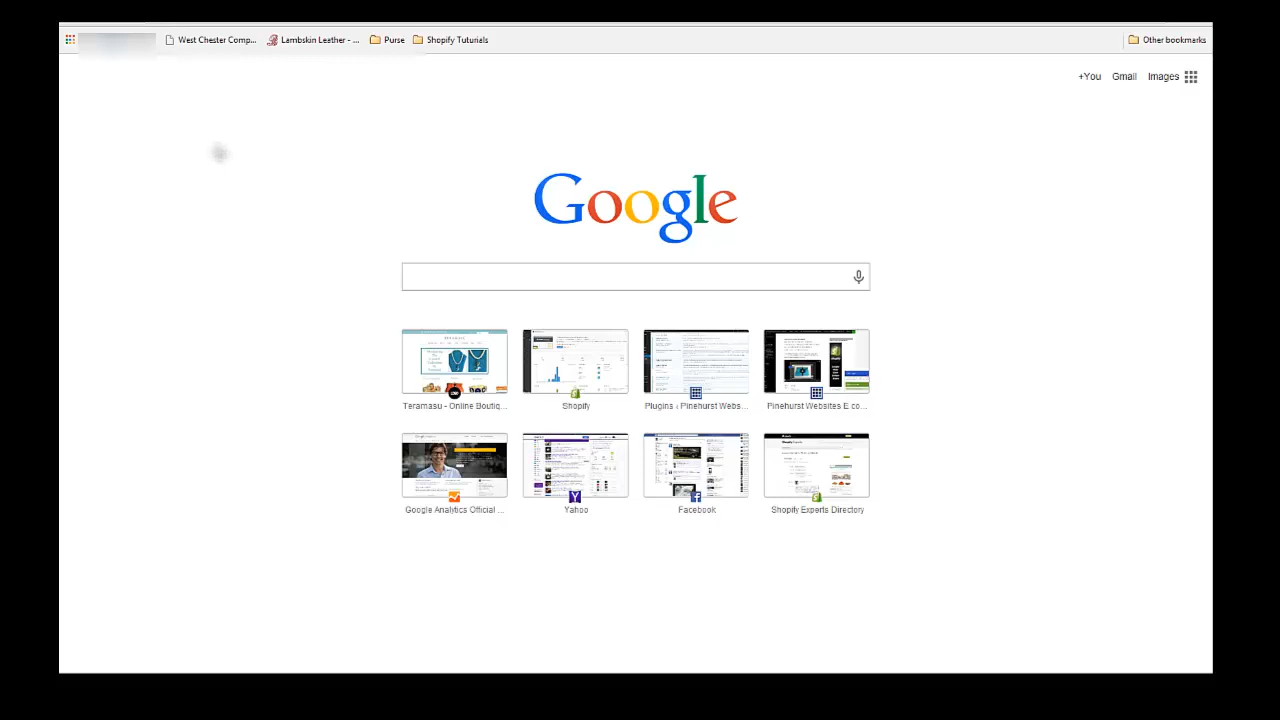 West Chester Comp... Lambskin Leather - ... Purse Shopify Tuturials Other bookmarks
+You Gmail Images
Google
Teramasu - Online Boutiq... Shopify Plugins ‹ Pinehurst Webs... Pinehurst Websites E.co...
Google Analytics Official ... Yahoo Facebook Shopify Experts Directory